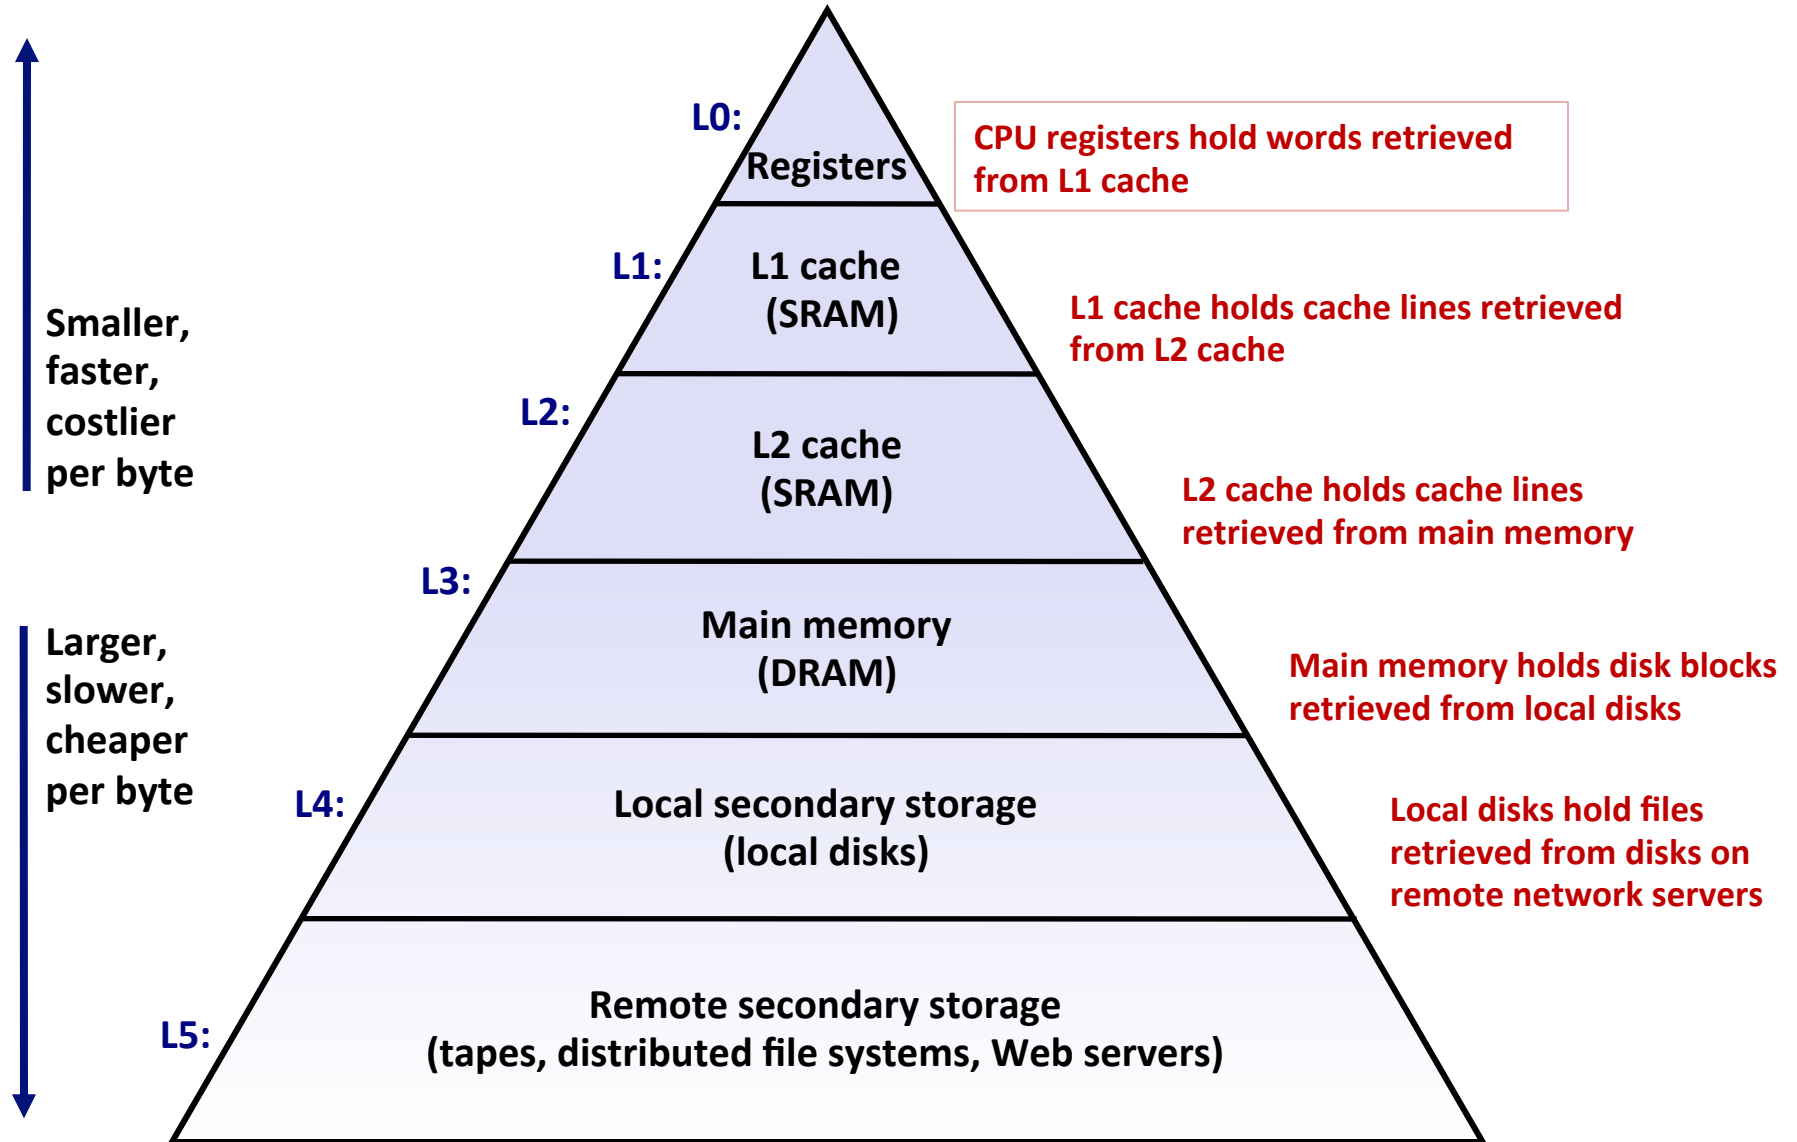 L0:
Registers
CPU registers hold words retrieved
from L1 cache
L1:
L1 cache
(SRAM)
L1 cache holds cache lines retrieved
from L2 cache
Smaller,
faster,
costlier
per byte
L2:
L2 cache
(SRAM)
L2 cache holds cache lines
retrieved from main memory
L3:
Main memory
(DRAM)
Main memory holds disk blocks
retrieved from local disks
Larger,
slower,
cheaper
per byte
L4:
Local secondary storage
(local disks)
Local disks hold files
retrieved from disks on
remote network servers
L5:
Remote secondary storage
(tapes, distributed file systems, Web servers)